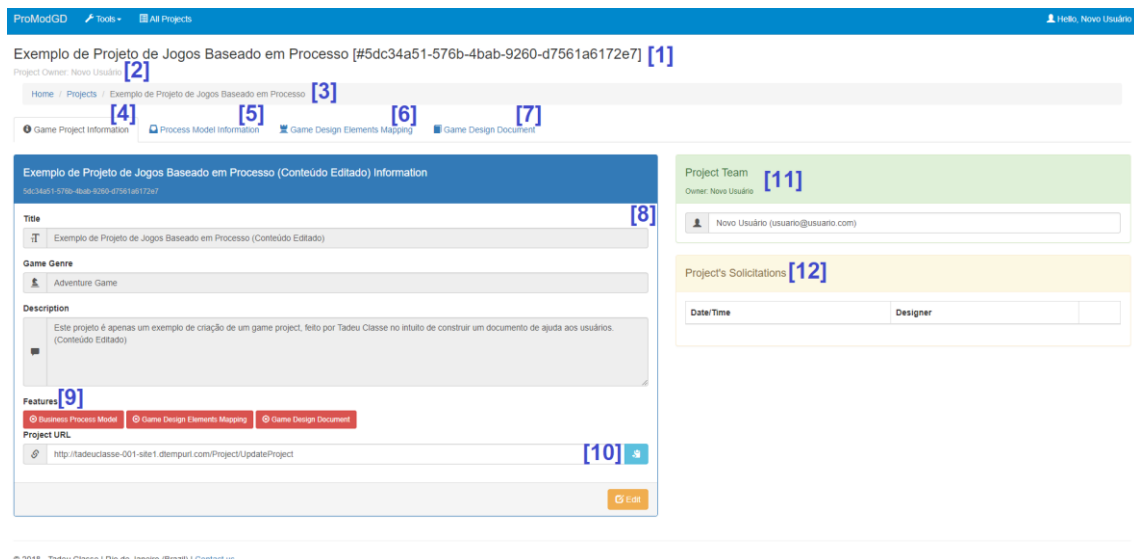 ProModGD Tools All Projects Hello, Novo Usuário
Exemplo de Projeto de Jogos Baseado em Processo [#5dc34a51-576b-4bab-9260-d7561a6172e7] [1]
Project Owner: Novo Usuário [2]
Home / Projects / Exemplo de Projeto de Jogos Baseado em Processo [3]
[4] [5] [6] [7]
Game Project Information Process Model Information Game Design Elements Mapping Game Design Document
Exemplo de Projeto de Jogos Baseado em Processo (Conteúdo Editado) Information
5dc34a51-576b-4bab-9260-d7561a6172e7
[8]
Title
Exemplo de Projeto de Jogos Baseado em Processo (Conteúdo Editado)
Game Genre
Adventure Game
Description
Este projeto é apenas um exemplo de criação de um game project, feito por Tadeu Classe no intuito de construir um documento de ajuda aos usuários.
(Conteúdo Editado)
Features [9]
Business Process Model Game Design Elements Mapping Game Design Document
Project URL
http://tadeuclasse-001-site1.dtempurl.com/Project/UpdateProject [10]
Edit
Project Team [11]
Owner: Novo Usuário
Novo Usuário (usuario@usuario.com)
Project's Solicitations [12]
Date/Time Designer